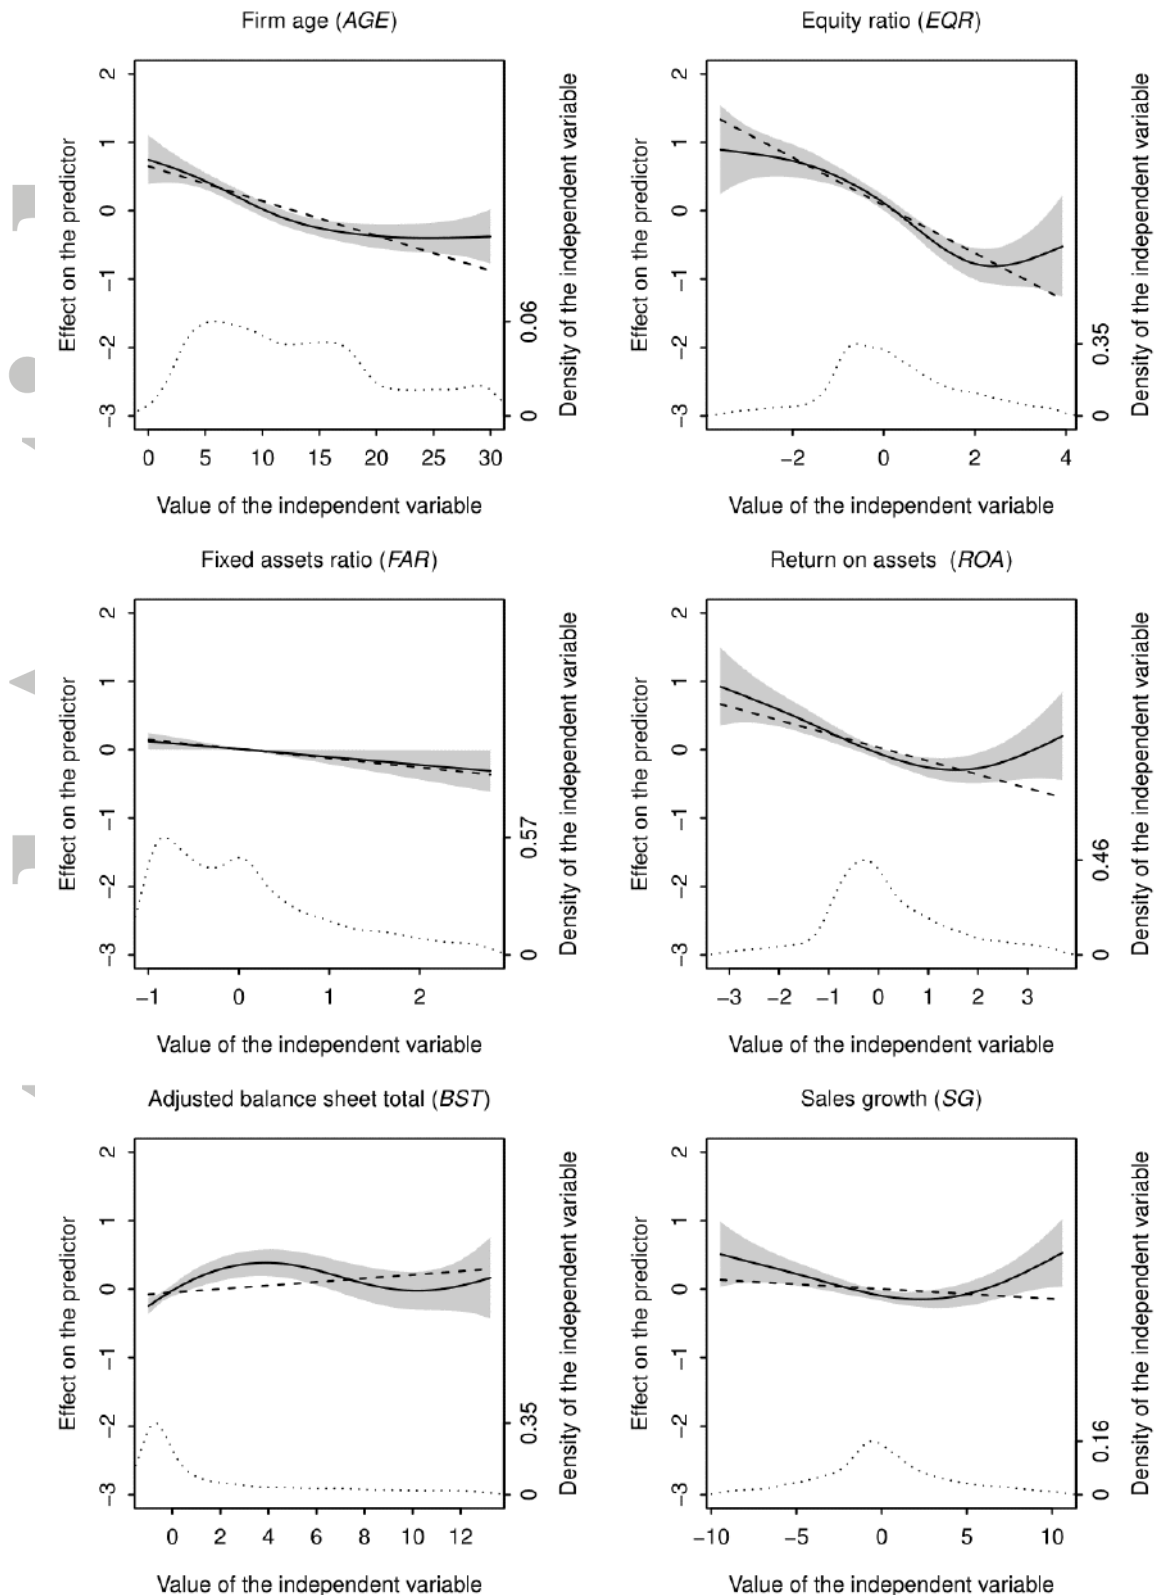 Firm age (AGE)
Effect on the predictor
2
1
0
−1
−2
−3
0.06
0
Density of the independent variable
0 5 10 15 20 25 30
Value of the independent variable
Equity ratio (EQR)
Effect on the predictor
2
1
0
−1
−2
−3
0.35
0
Density of the independent variable
−2 0 2 4
Value of the independent variable
Fixed assets ratio (FAR)
Effect on the predictor
2
1
0
−1
−2
−3
0.57
0
Density of the independent variable
−1 0 1 2
Value of the independent variable
Return on assets (ROA)
Effect on the predictor
2
1
0
−1
−2
−3
0.46
0
Density of the independent variable
−3 −2 −1 0 1 2 3
Value of the independent variable
Adjusted balance sheet total (BST)
Effect on the predictor
2
1
0
−1
−2
−3
0.35
0
Density of the independent variable
0 2 4 6 8 10 12
Value of the independent variable
Sales growth (SG)
Effect on the predictor
2
1
0
−1
−2
−3
0.16
0
Density of the independent variable
−10 −5 0 5 10
Value of the independent variable